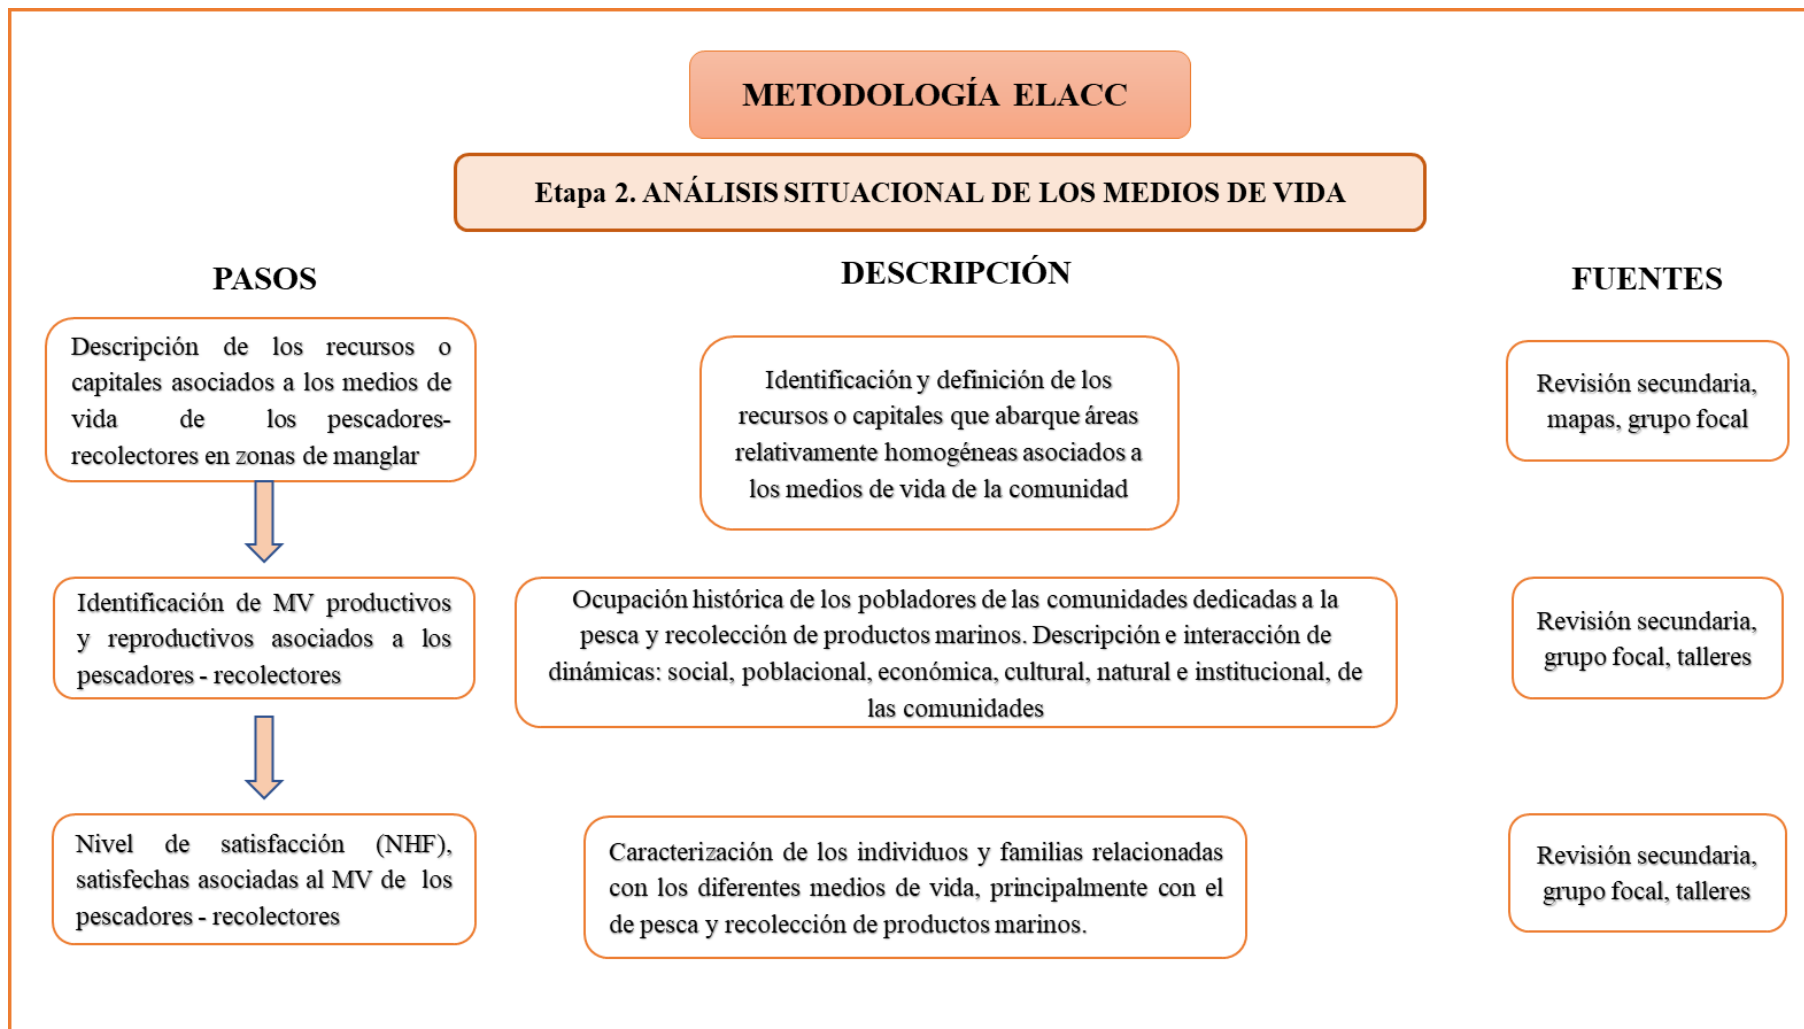 METODOLOGÍA ELACC
Etapa 2. ANÁLISIS SITUACIONAL DE LOS MEDIOS DE VIDA
PASOS
DESCRIPCIÓN
FUENTES
Descripción de los recursos o
capitales asociados a los medios de
vida de los pescadores-
recolectores en zonas de manglar
Identificación y definición de los
recursos o capitales que abarque áreas
relativamente homogéneas asociados a
los medios de vida de la comunidad
Revisión secundaria,
mapas, grupo focal
Identificación de MV productivos
y reproductivos asociados a los
pescadores - recolectores
Ocupación histórica de los pobladores de las comunidades dedicadas a la
pesca y recolección de productos marinos. Descripción e interacción de
dinámicas: social, poblacional, económica, cultural, natural e institucional, de
las comunidades
Revisión secundaria,
grupo focal, talleres
Nivel de satisfacción (NHF),
satisfechas asociadas al MV de los
pescadores - recolectores
Caracterización de los individuos y familias relacionadas
con los diferentes medios de vida, principalmente con el
de pesca y recolección de productos marinos.
Revisión secundaria,
grupo focal, talleres